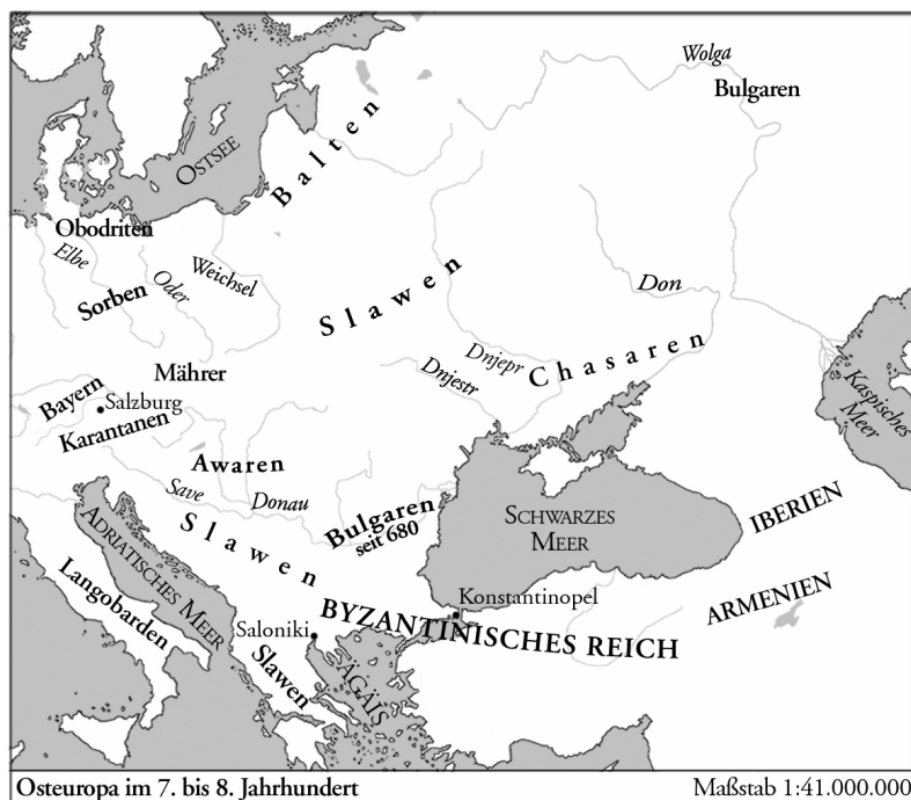 Wolga
Bulgaren
Balten
OSTSEE
Obodriten
Elbe
Weichsel
Oder
Sorben
Slawen
Don
Dnjepr
Dnjestr
Chasaren
Kaspisches
Meer
Mährer
Bayern
Salzburg
Karantanen
Awaren
Save
Donau
Bulgaren
seit 680
Slawen
SCHWARZES
MEER
IBERIEN
ADRIATISCHES MEER
Langobarden
Konstantinopel
ARMENIEN
BYZANTINISCHES REICH
Saloniki
Slawen
ÄGÄIS
Osteuropa im 7. bis 8. Jahrhundert
Maßstab 1:41.000.000